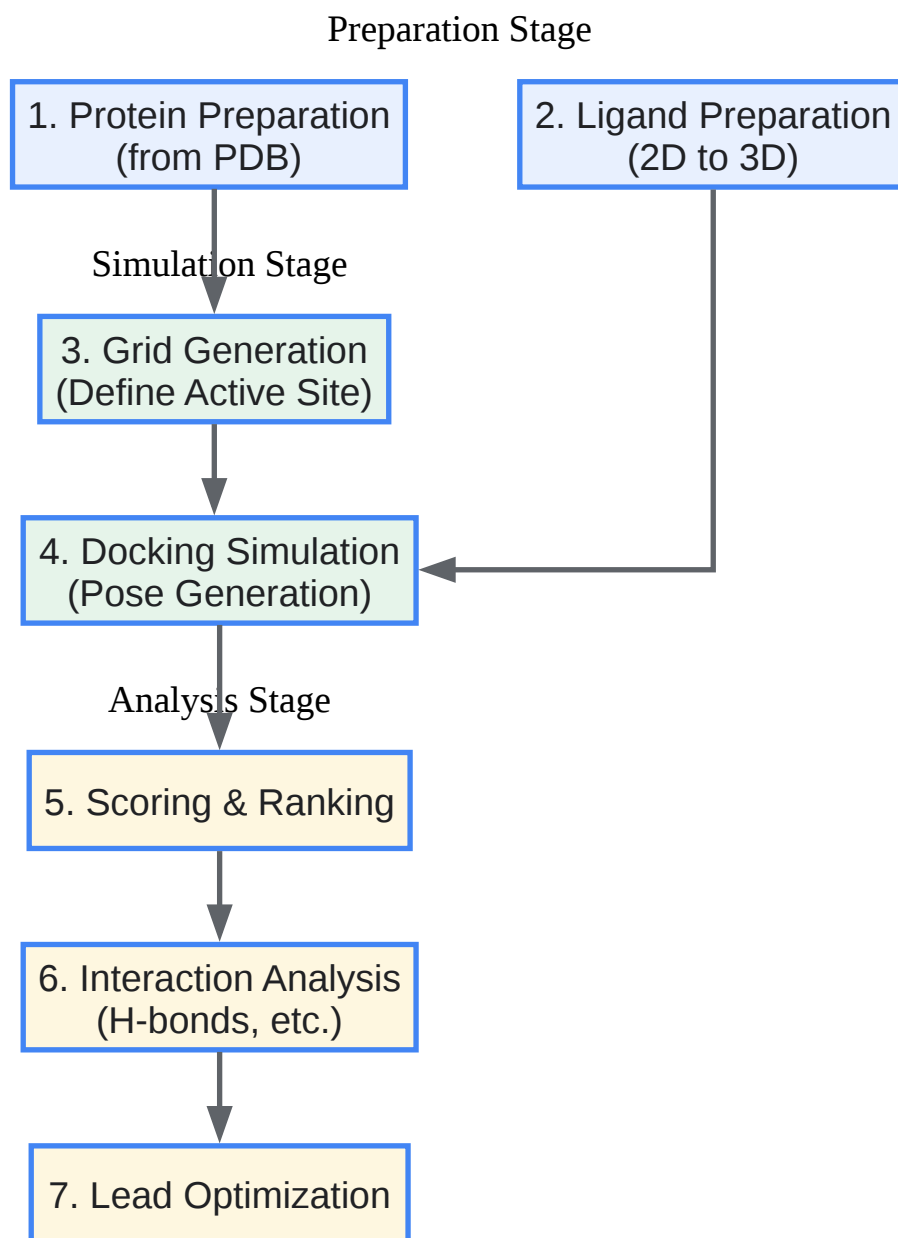 Preparation Stage
1. Protein Preparation
(from PDB)
2. Ligand Preparation
(2D to 3D)
Simulation Stage
3. Grid Generation
(Define Active Site)
4. Docking Simulation
(Pose Generation)
Analysis Stage
5. Scoring & Ranking
6. Interaction Analysis
(H-bonds, etc.)
7. Lead Optimization